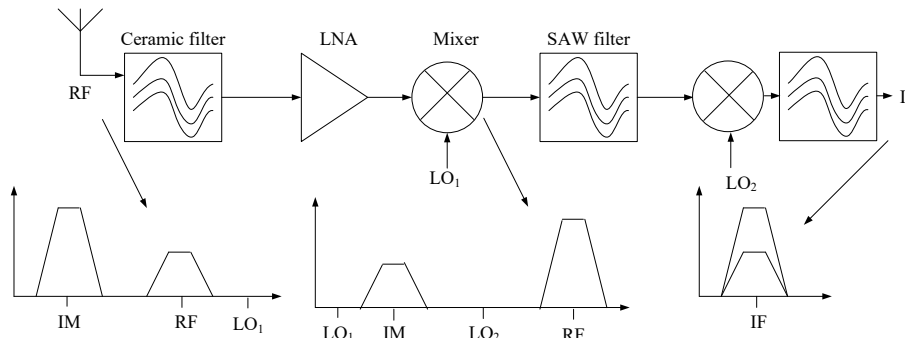 Ceramic filter
LNA
Mixer
SAW filter
RF
LO₁
LO₂
IM
RF
LO₁
LO₁
IM
LO₂
RF
IF